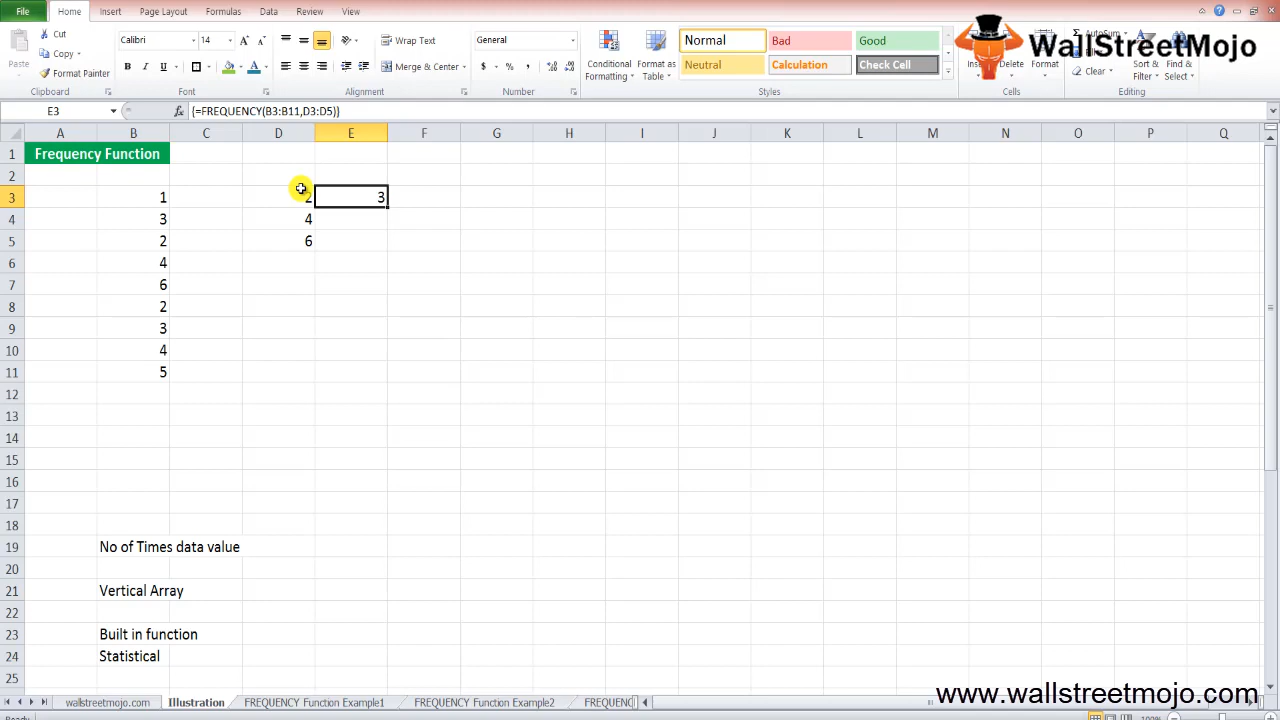 File Home Insert Page Layout Formulas Data Review View
WallStreetMojo
Paste
Cut
Copy
Format Painter
Clipboard
Calibri 14
B I U
Font
Wrap Text
Merge & Center
Alignment
General
$ % ,
Number
Conditional Formatting
Format as Table
Normal Bad Good
Neutral Calculation Check Cell
Styles
Delete Format
Cells
AutoSum
Clear
Sort & Filter
Find & Select
Editing
E3 fx {=FREQUENCY(B3:B11,D3:D5)}
A B C D E F G H I J K L M N O P Q
1 Frequency Function
2
3 1 2 3
4 3 4
5 2 6
6 4
7 6
8 2
9 3
10 4
11 5
12
13
14
15
16
17
18
19 No of Times data value
20
21 Vertical Array
22
23 Built in function
24 Statistical
25
wallstreetmojo.com Illustration FREQUENCY Function Example1 FREQUENCY Function Example2 FREQUENC
www.wallstreetmojo.com